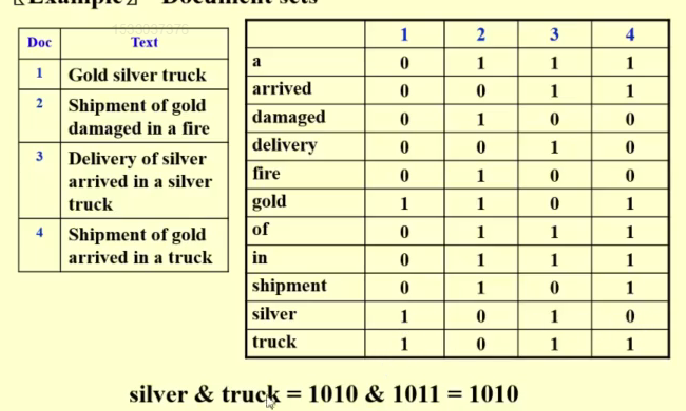 〖Example〗 Document sets
Doc Text
1 Gold silver truck
2 Shipment of gold
damaged in a fire
3 Delivery of silver
arrived in a silver
truck
4 Shipment of gold
arrived in a truck
1 2 3 4
a 0 1 1 1
arrived 0 0 1 1
damaged 0 1 0 0
delivery 0 0 1 0
fire 0 1 0 0
gold 1 1 0 1
of 0 1 1 1
in 0 1 1 1
shipment 0 1 0 1
silver 1 0 1 0
truck 1 0 1 1
silver & truck = 1010 & 1011 = 1010